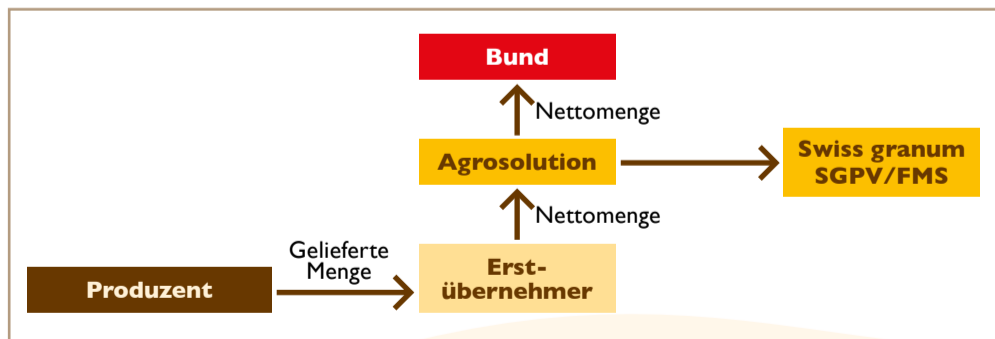 Bund
Nettomenge
Agrosolution
Swiss granum
SGPV/FMS
Nettomenge
Gelieferte
Menge
Produzent
Erst-
übernehmer